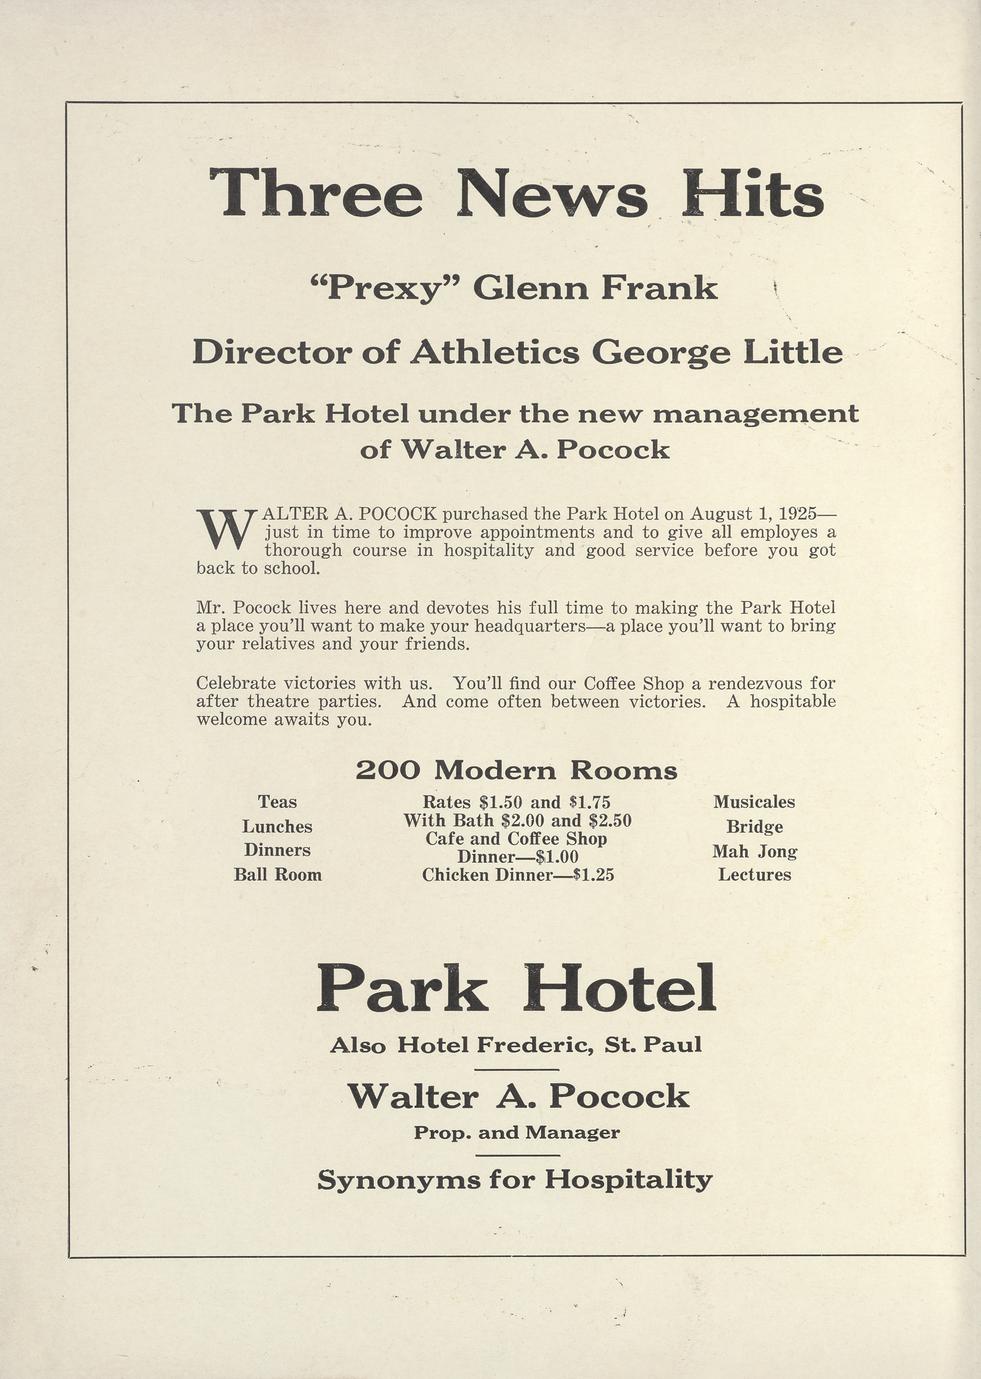 Three News Hits
“Prexy” Glenn Frank
Director of Athletics George Little
The Park Hotel under the new management
of Walter A. Pocock
WALTER A. POCOCK purchased the Park Hotel on August 1, 1925—
just in time to improve appointments and to give all employes a
thorough course in hospitality and good service before you got
back to school.
Mr. Pocock lives here and devotes his full time to making the Park Hotel
a place you’ll want to make your headquarters—a place you’ll want to bring
your relatives and your friends.
Celebrate victories with us. You’ll find our Coffee Shop a rendezvous for
after theatre parties. And come often between victories. A hospitable
welcome awaits you.
200 Modern Rooms
Teas
Lunches
Dinners
Ball Room
Rates $1.50 and $1.75
With Bath $2.00 and $2.50
Cafe and Coffee Shop
Dinner—$1.00
Chicken Dinner—$1.25
Musicales
Bridge
Mah Jong
Lectures
Park Hotel
Also Hotel Frederic, St. Paul
Walter A. Pocock
Prop. and Manager
Synonyms for Hospitality